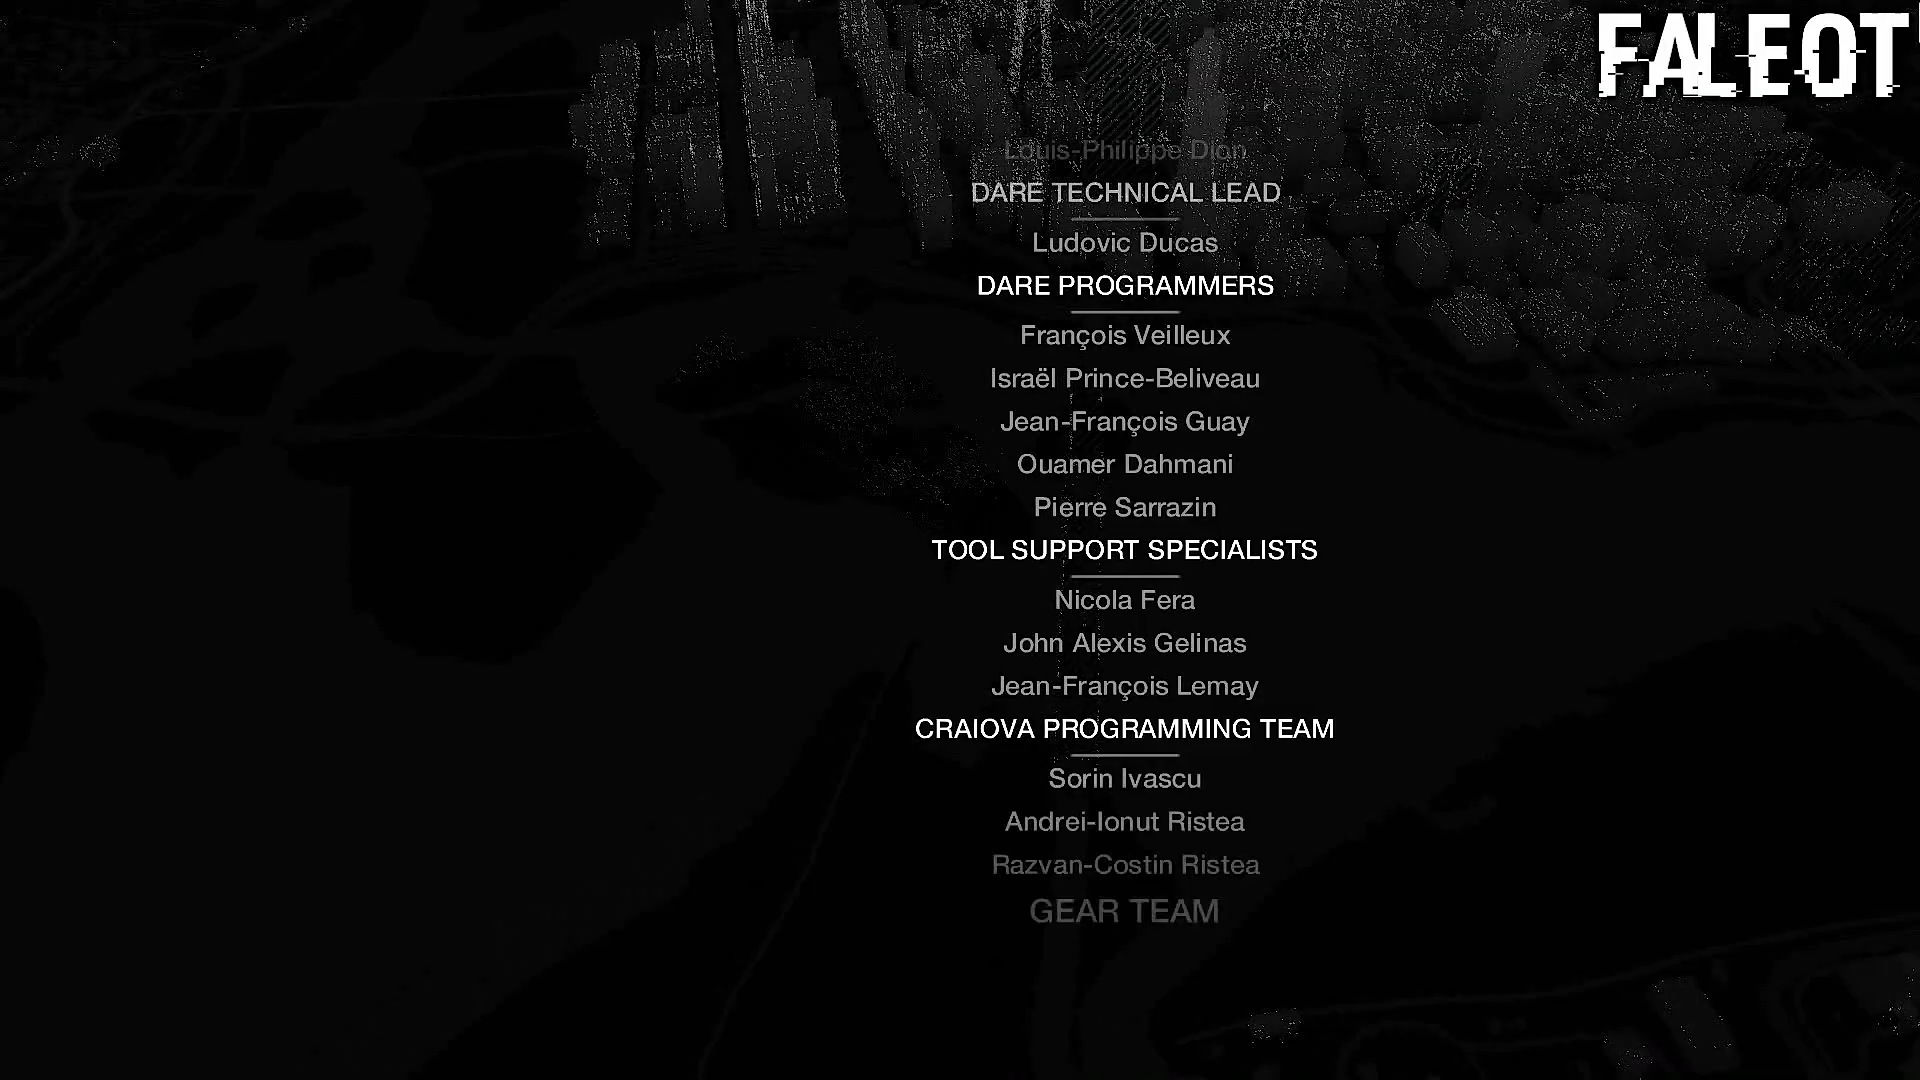 FALEOT
Louis-Philippe Dion
DARE TECHNICAL LEAD
Ludovic Ducas
DARE PROGRAMMERS
François Veilleux
Israël Prince-Beliveau
Jean-François Guay
Ouamer Dahmani
Pierre Sarrazin
TOOL SUPPORT SPECIALISTS
Nicola Fera
John Alexis Gelinas
Jean-François Lemay
CRAIOVA PROGRAMMING TEAM
Sorin Ivascu
Andrei-Ionut Ristea
Razvan-Costin Ristea
GEAR TEAM